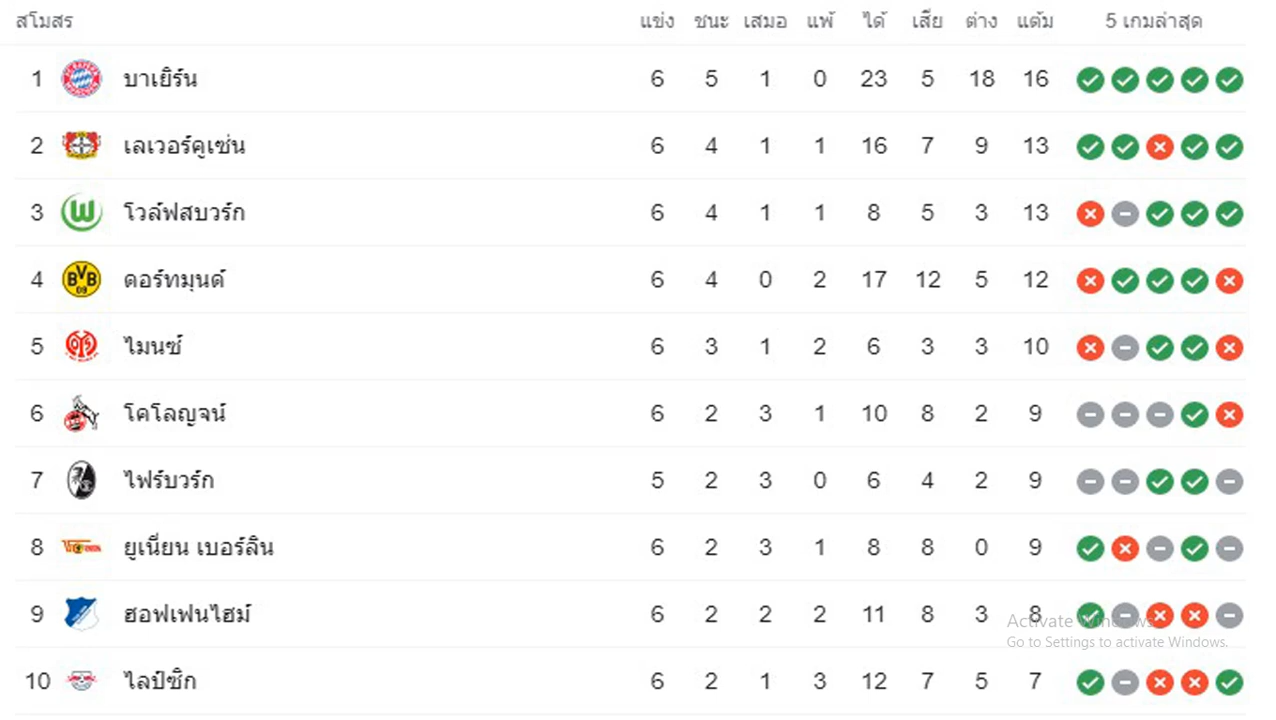 สโมสร แข่ง ชนะ เสมอ แพ้ ได้ เสีย ต่าง แต้ม 5 เกมล่าสุด
1 บาเยิร์น 6 5 1 0 23 5 18 16
2 เลเวอร์คูเซ่น 6 4 1 1 16 7 9 13
3 โวล์ฟสบวร์ก 6 4 1 1 8 5 3 13
4 BVB 09 ดอร์ทมุนด์ 6 4 0 2 17 12 5 12
5 ไมนซ์ 6 3 1 2 6 3 3 10
6 โคโลญจน์ 6 2 3 1 10 8 2 9
7 ไฟร์บวร์ก 5 2 3 0 6 4 2 9
8 ยูเนี่ยน เบอร์ลิน 6 2 3 1 8 8 0 9
9 ฮอฟเฟนไฮม์ 6 2 2 2 11 8 3 8
Activate Windows
Go to Settings to activate Windows.
10 ไลป์ซิก 6 2 1 3 12 7 5 7